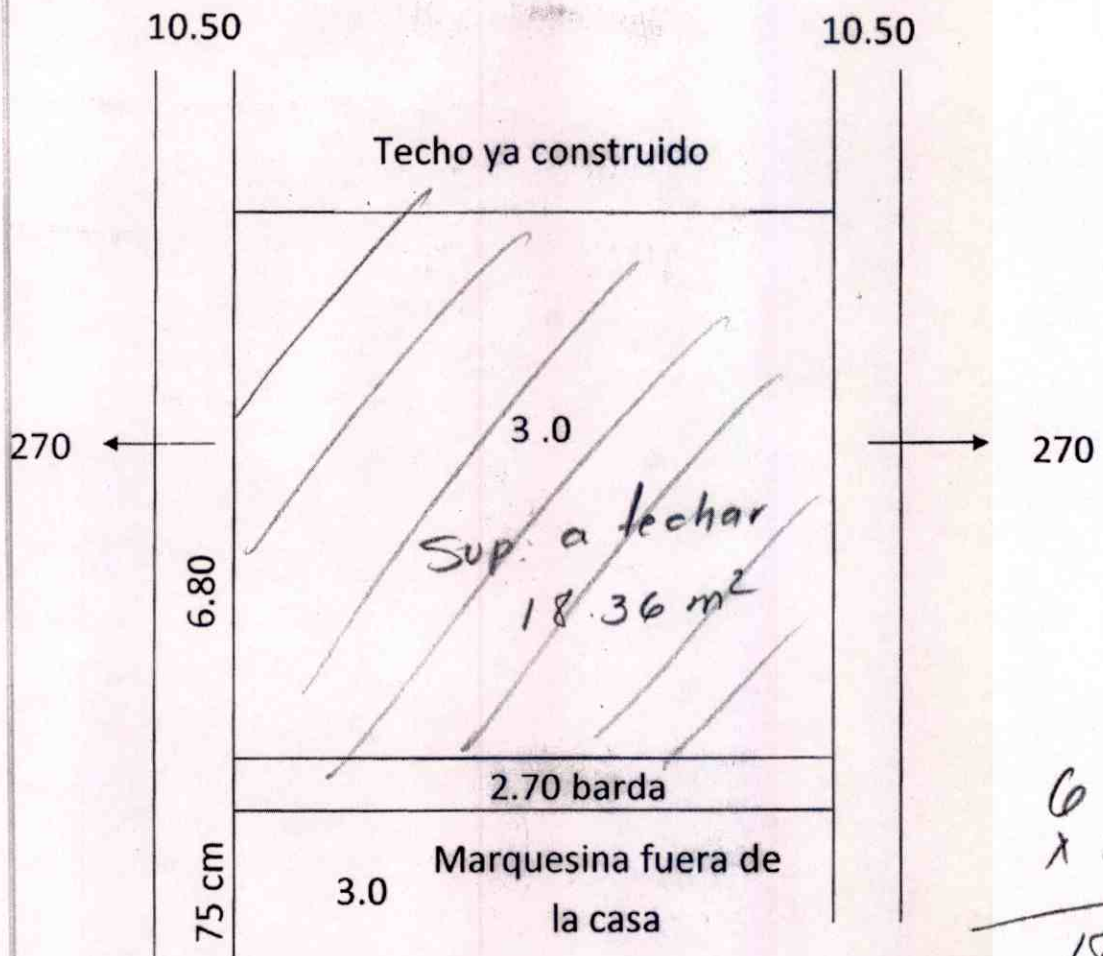 10.50
10.50
Techo ya construido
3 .0
270
270
Sup. a techar
18.36 m²
6.80
2.70 barda
6
x
Marquesina fuera de
la casa
3.0
75 cm